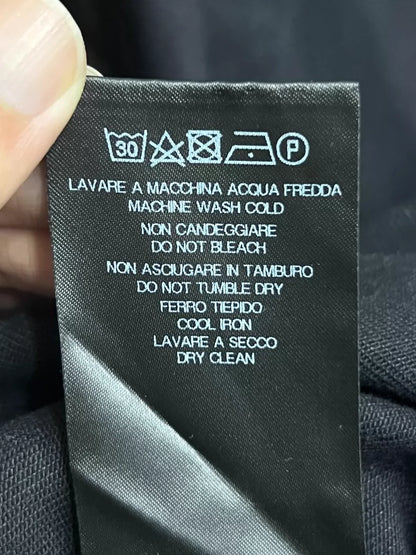 30 P
LAVARE A MACCHINA ACQUA FREDDA
MACHINE WASH COLD
NON CANDEGGIARE
DO NOT BLEACH
NON ASCIUGARE IN TAMBURO
DO NOT TUMBLE DRY
FERRO TIEPIDO
COOL IRON
LAVARE A SECCO
DRY CLEAN